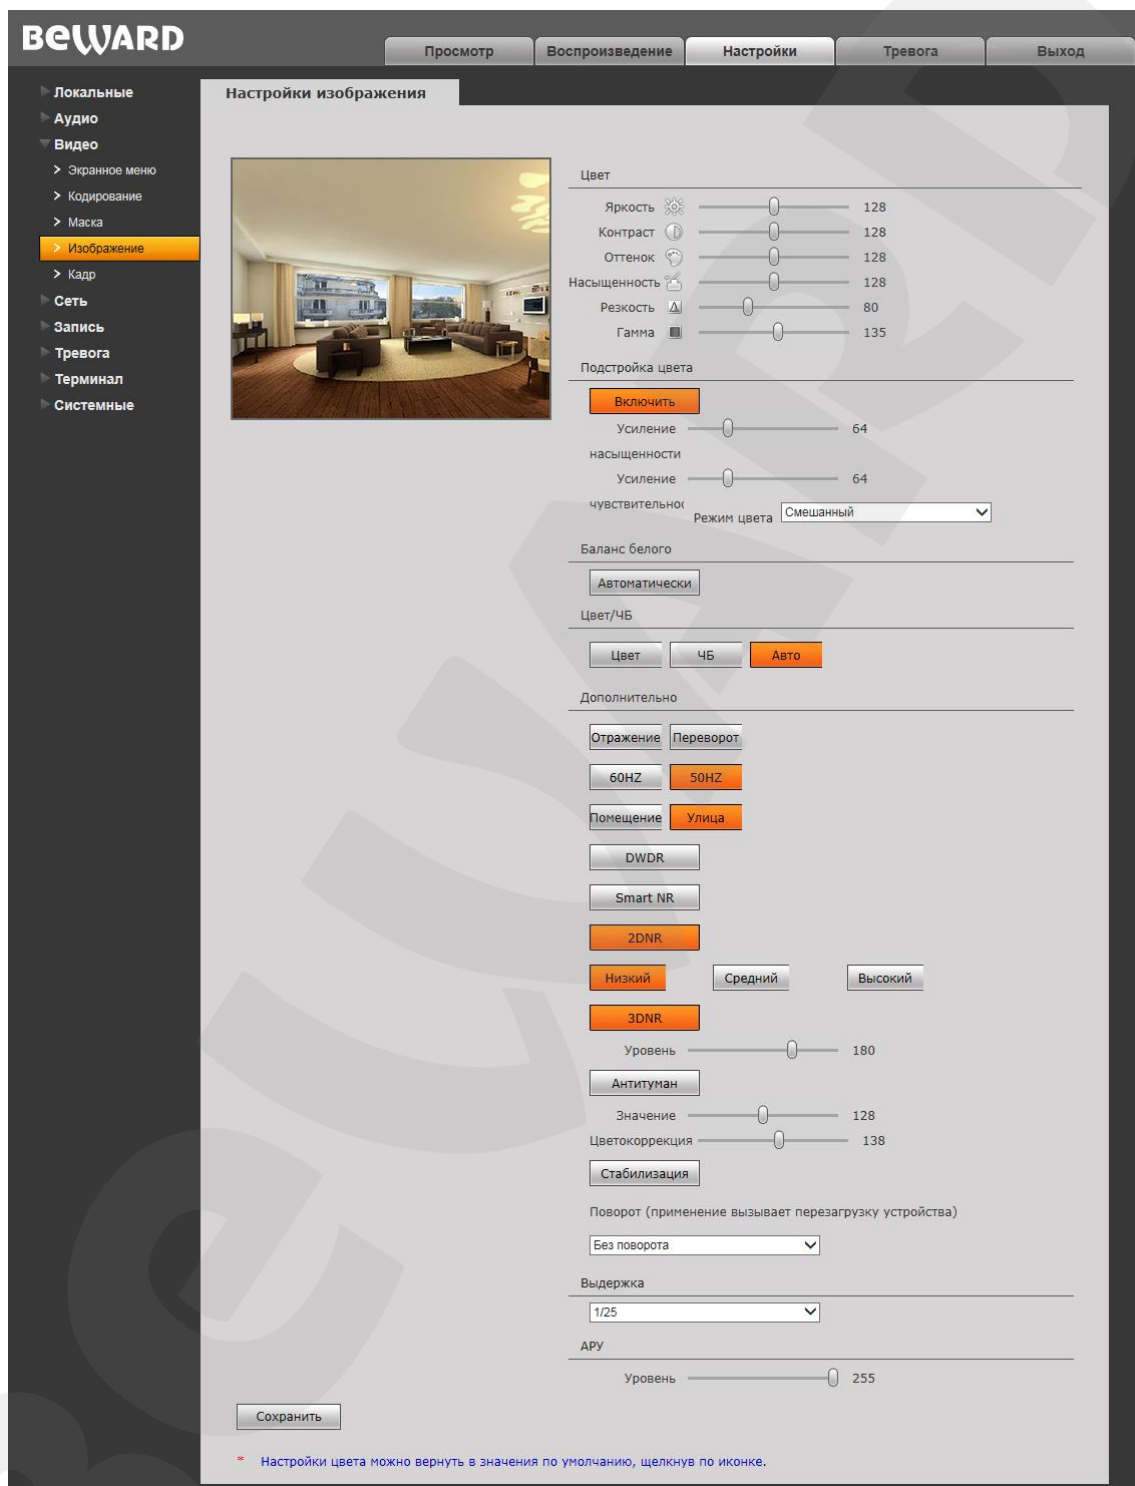 BEWARD
Просмотр
Воспроизведение
Настройки
Тревога
Выход
Локальные
Аудио
Видео
Экранное меню
Кодирование
Маска
Изображение
Кадр
Сеть
Запись
Тревога
Терминал
Системные
Настройки изображения
Цвет
Яркость 128
Контраст 128
Оттенок 128
Насыщенность 128
Резкость 80
Гамма 135
Подстройка цвета
Включить
Усиление 64
насыщенности
Усиление 64
чувствительнос
Режим цвета Смешанный
Баланс белого
Автоматически
Цвет/ЧБ
Цвет ЧБ Авто
Дополнительно
Отражение Переворот
60HZ 50HZ
Помещение Улица
DWDR
Smart NR
2DNR
Низкий Средний Высокий
3DNR
Уровень 180
Антитуман
Значение 128
Цветокоррекция 138
Стабилизация
Поворот (применение вызывает перезагрузку устройства)
Без поворота
Выдержка
1/25
АРУ
Уровень 255
Сохранить
* Настройки цвета можно вернуть в значения по умолчанию, щелкнув по иконке.